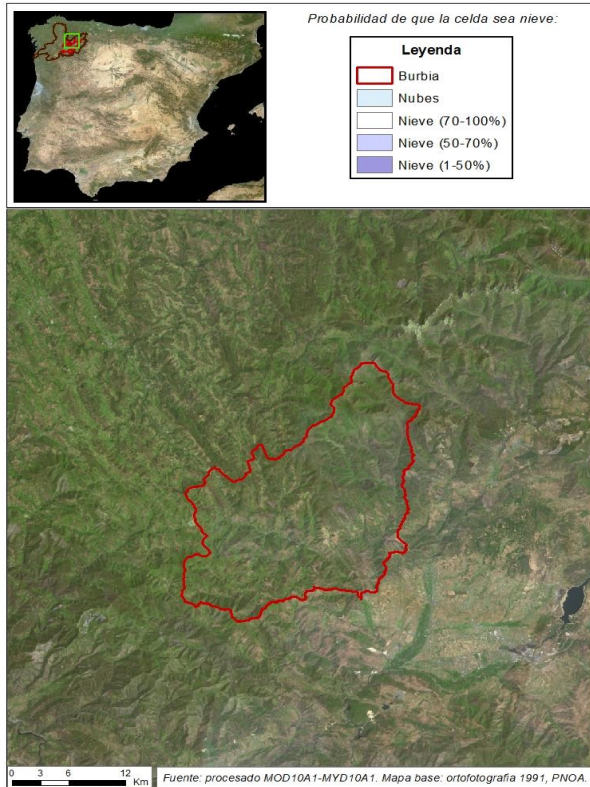 Probabilidad de que la celda sea nieve:
Leyenda
Burbia
Nubes
Nieve (70-100%)
Nieve (50-70%)
Nieve (1-50%)
0 3 6 12
Km
Fuente: procesado MOD10A1-MYD10A1. Mapa base: ortofotografia 1991, PNOA.